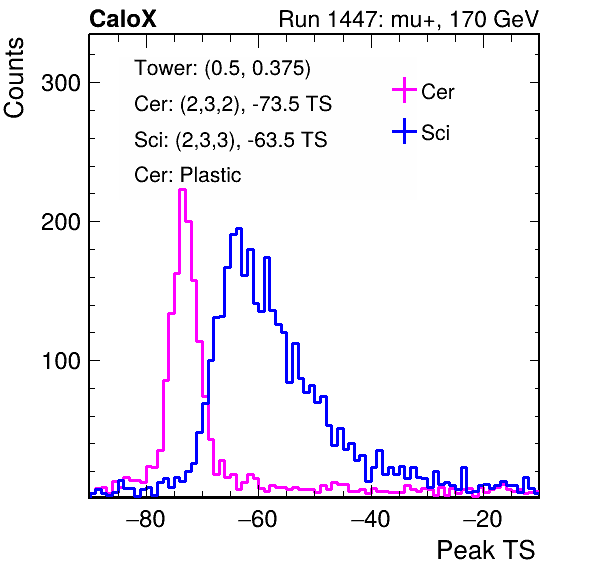 CaloX Run 1447: mu+, 170 GeV
Counts
Tower: (0.5, 0.375)
Cer: (2,3,2), -73.5 TS
Sci: (2,3,3), -63.5 TS
Cer: Plastic
Cer
Sci
300
200
100
−80 −60 −40 −20
Peak TS